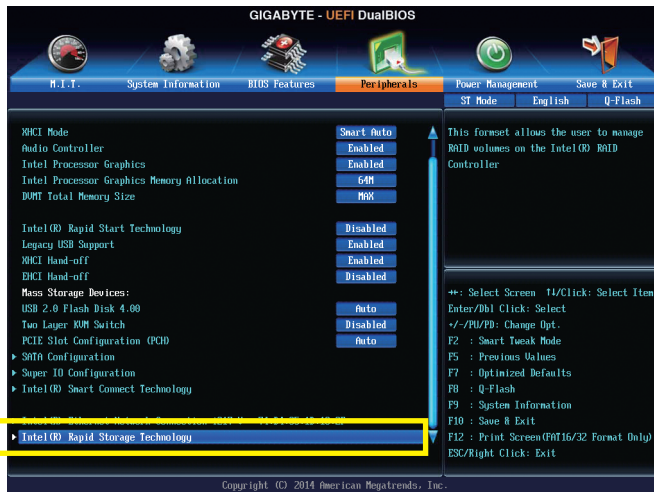 GIGABYTE - UEFI DualBIOS
M.I.T. System Information BIOS Features Peripherals Power Management Save & Exit
ST Mode English Q-Flash
XHCI Mode Smart Auto
Audio Controller Enabled
Intel Processor Graphics Enabled
Intel Processor Graphics Memory Allocation 64M
DVMT Total Memory Size MAX
Intel(R) Rapid Start Technology Disabled
Legacy USB Support Enabled
XHCI Hand-off Enabled
EHCI Hand-off Disabled
Mass Storage Devices:
USB 2.0 Flash Disk 4.00 Auto
Two Layer KVM Switch Disabled
PCIE Slot Configuration (PCH) Auto
SATA Configuration
Super IO Configuration
Intel(R) Smart Connect Technology
Intel(R) Ethernet Network Connection
Intel(R) Rapid Storage Technology
This formset allows the user to manage
RAID volumes on the Intel(R) RAID
Controller
↔: Select Screen ↑↓/Click: Select Item
Enter/Dbl Click: Select
+/-/PU/PD: Change Opt.
F2 : Smart Tweak Mode
F5 : Previous Values
F7 : Optimized Defaults
F8 : Q-Flash
F9 : System Information
F10 : Save & Exit
F12 : Print Screen(FAT16/32 Format Only)
ESC/Right Click: Exit
Copyright (C) 2014 American Megatrends, Inc.